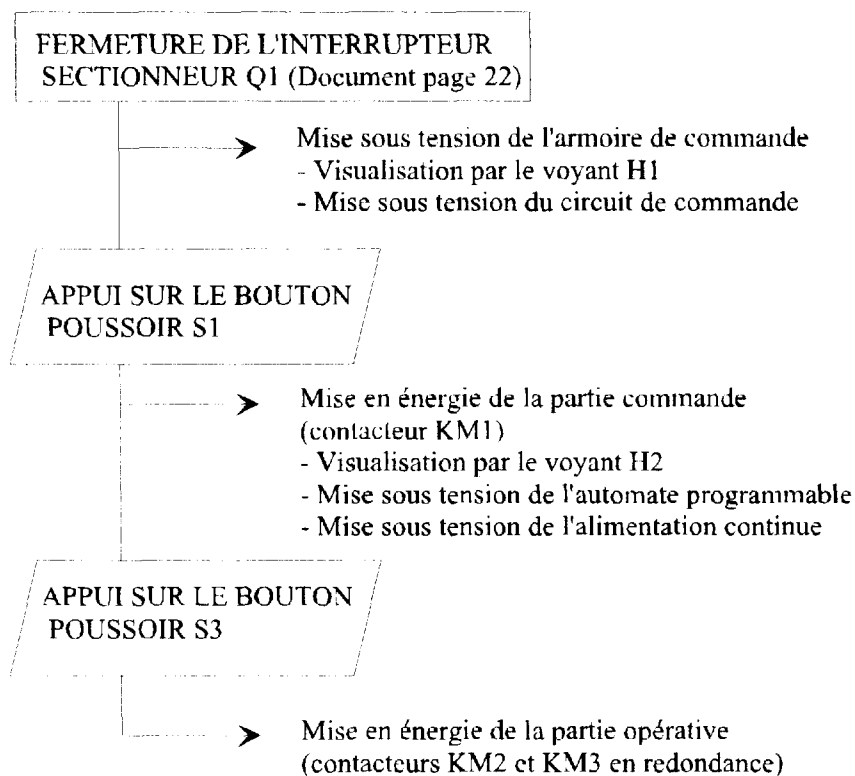 FERMETURE DE L'INTERRUPTEUR
SECTIONNEUR Q1 (Document page 22)
Mise sous tension de l'armoire de commande
- Visualisation par le voyant H1
- Mise sous tension du circuit de commande
APPUI SUR LE BOUTON
POUSSOIR S1
Mise en énergie de la partie commande
(contacteur KM1)
- Visualisation par le voyant H2
- Mise sous tension de l'automate programmable
- Mise sous tension de l'alimentation continue
APPUI SUR LE BOUTON
POUSSOIR S3
Mise en énergie de la partie opérative
(contacteurs KM2 et KM3 en redondance)